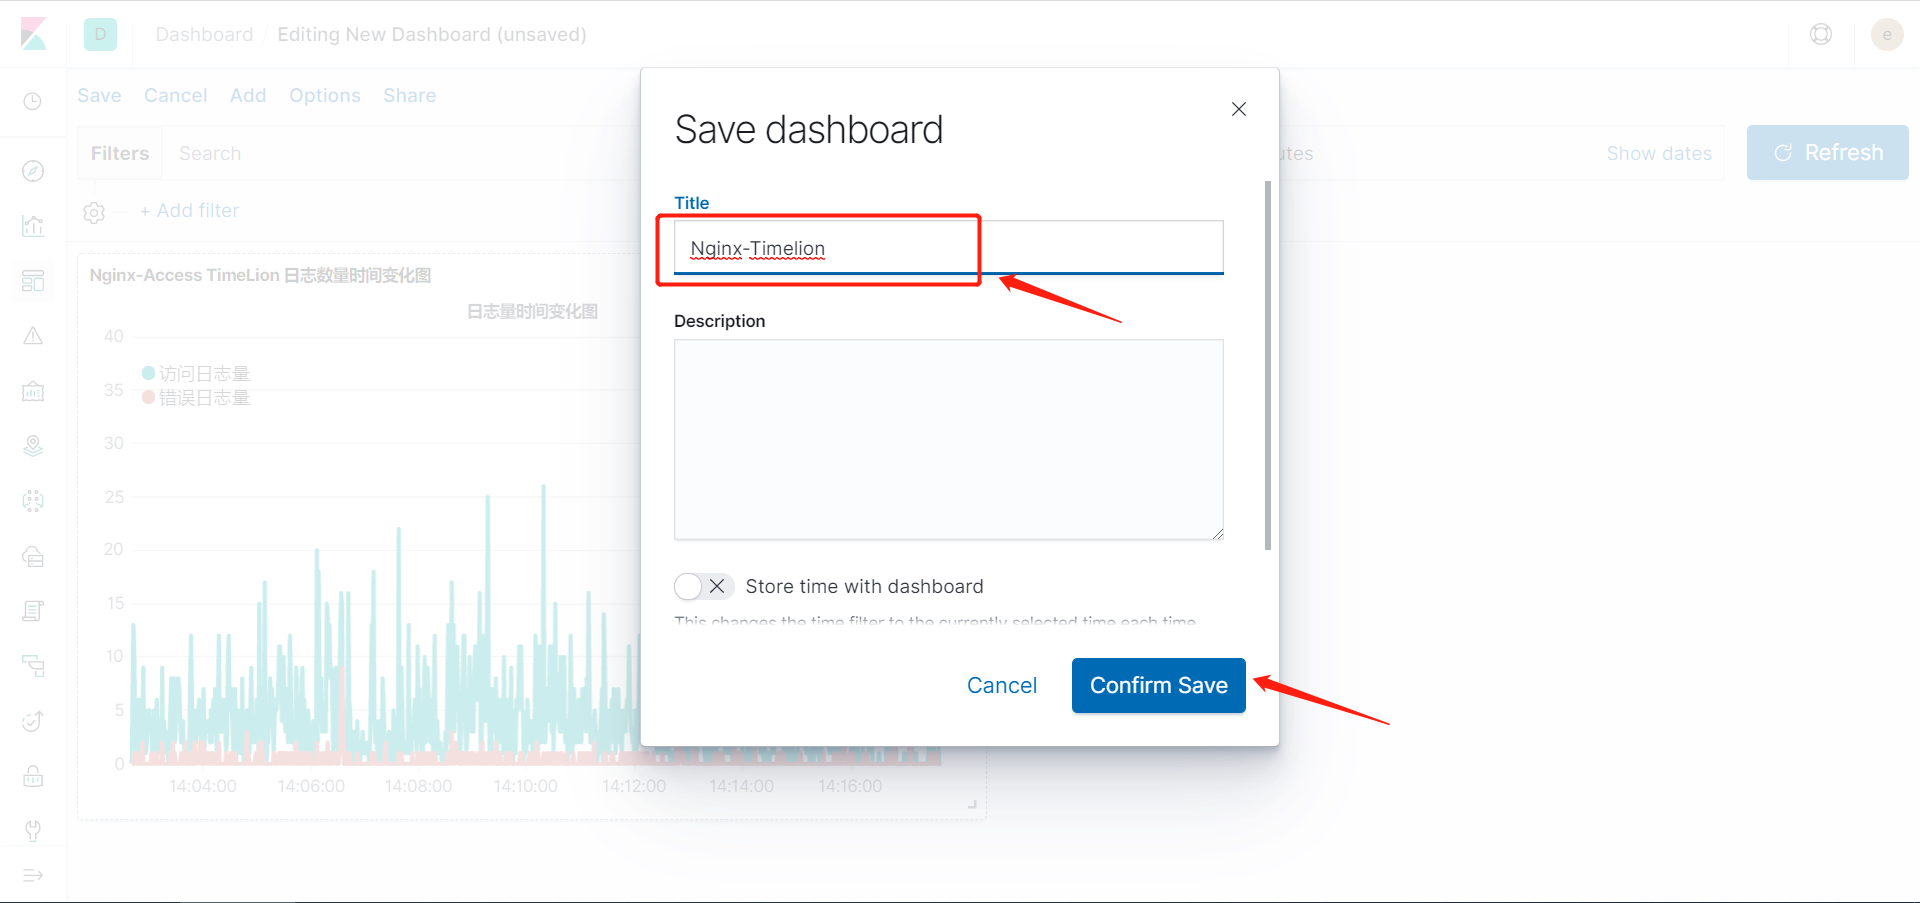 D Dashboard / Editing New Dashboard (unsaved) e
Save Cancel Add Options Share
Filters Search utes Show dates Refresh
+ Add filter
Nginx-Access TimeLion 日志数量时间变化图
日志量时间变化图
访问日志量
错误日志量
40
35
30
25
20
15
10
5
0
14:04:00 14:06:00 14:08:00 14:10:00 14:12:00 14:14:00 14:16:00
Save dashboard
Title
Nginx-Timelion
Description
Store time with dashboard
This changes the time filter to the currently selected time each time
Cancel Confirm Save